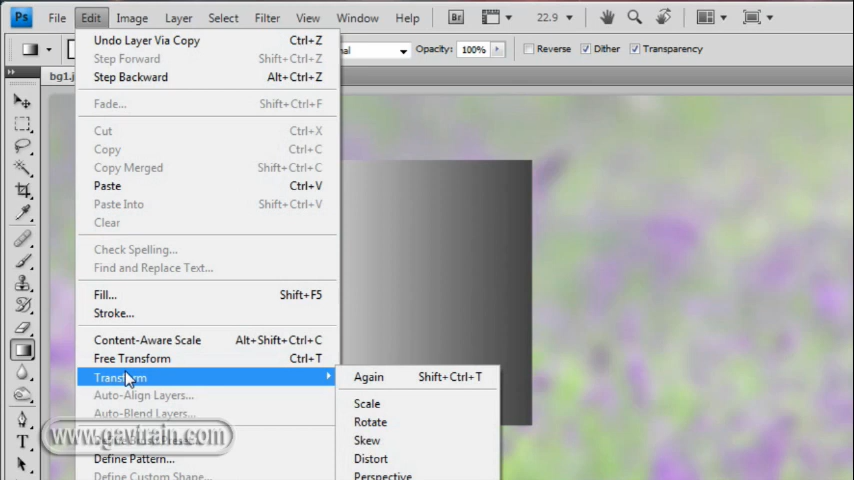 Ps File Edit Image Layer Select Filter View Window Help Br 22.9
Opacity: 100% Reverse Dither Transparency
bg1.j
Undo Layer Via Copy Ctrl+Z
Step Forward Shift+Ctrl+Z
Step Backward Alt+Ctrl+Z
Fade... Shift+Ctrl+F
Cut Ctrl+X
Copy Ctrl+C
Copy Merged Shift+Ctrl+C
Paste Ctrl+V
Paste Into Shift+Ctrl+V
Clear
Check Spelling...
Find and Replace Text...
Fill... Shift+F5
Stroke...
Content-Aware Scale Alt+Shift+Ctrl+C
Free Transform Ctrl+T
Transform
Again Shift+Ctrl+T
Auto-Align Layers...
Scale
Auto-Blend Layers...
Rotate
www.gavtrain.com
Skew
T
Define Pattern...
Distort
Define Custom Shape...
Perspective